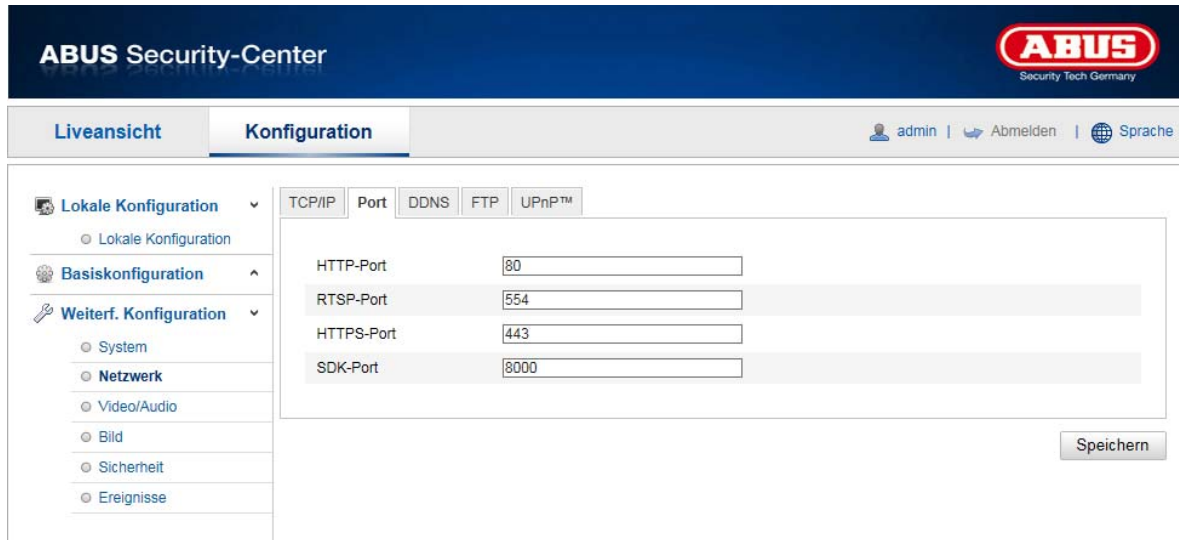 ABUS Security-Center
ABUS
Security Tech Germany
Liveansicht
Konfiguration
admin | Abmelden | Sprache
Lokale Konfiguration
Lokale Konfiguration
Basiskonfiguration
Weiterf. Konfiguration
System
Netzwerk
Video/Audio
Bild
Sicherheit
Ereignisse
TCP/IP Port DDNS FTP UPnP™
HTTP-Port 80
RTSP-Port 554
HTTPS-Port 443
SDK-Port 8000
Speichern